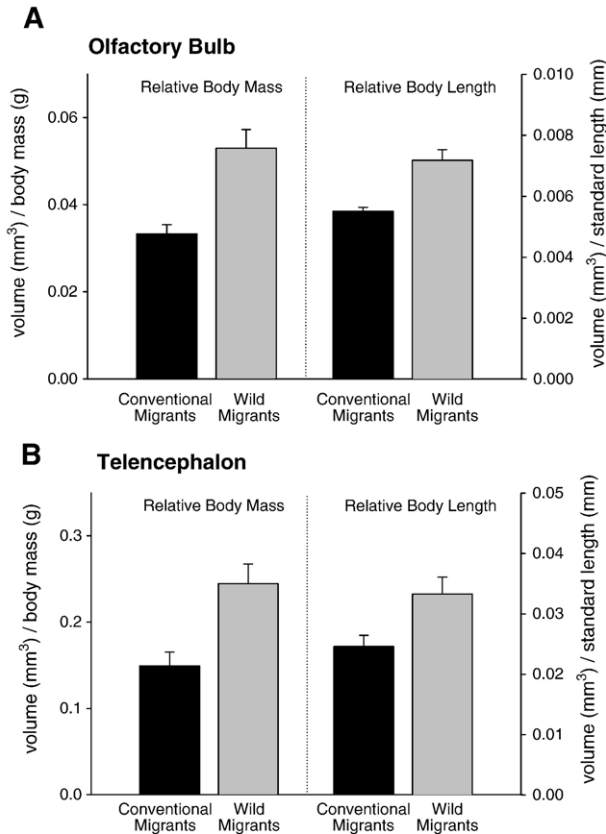 A
Olfactory Bulb
Relative Body Mass
Relative Body Length
volume (mm³) / body mass (g)
0.06
0.04
0.02
0.00
0.010
0.008
0.006
0.004
0.002
0.000
volume (mm³) / standard length (mm)
Conventional Migrants
Wild Migrants
Conventional Migrants
Wild Migrants
B
Telencephalon
Relative Body Mass
Relative Body Length
volume (mm³) / body mass (g)
0.3
0.2
0.1
0.0
0.05
0.04
0.03
0.02
0.01
0.00
volume (mm³) / standard length (mm)
Conventional Migrants
Wild Migrants
Conventional Migrants
Wild Migrants